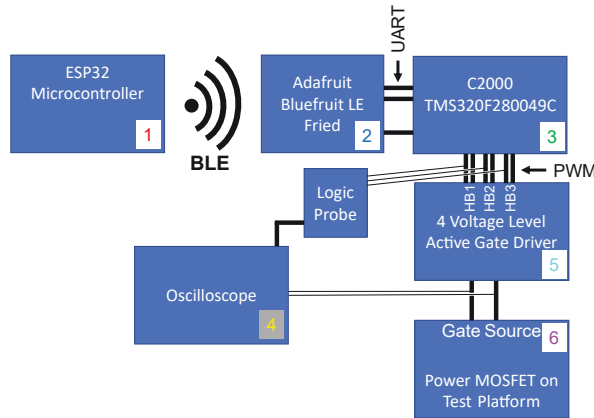 ESP32
Microcontroller
1
BLE
Adafruit
Bluefruit LE
Fried
2
UART
C2000
TMS320F280049C
3
PWM
HB1
HB2
HB3
Logic
Probe
4 Voltage Level
Active Gate Driver
5
Oscilloscope
4
Gate Source
6
Power MOSFET on
Test Platform